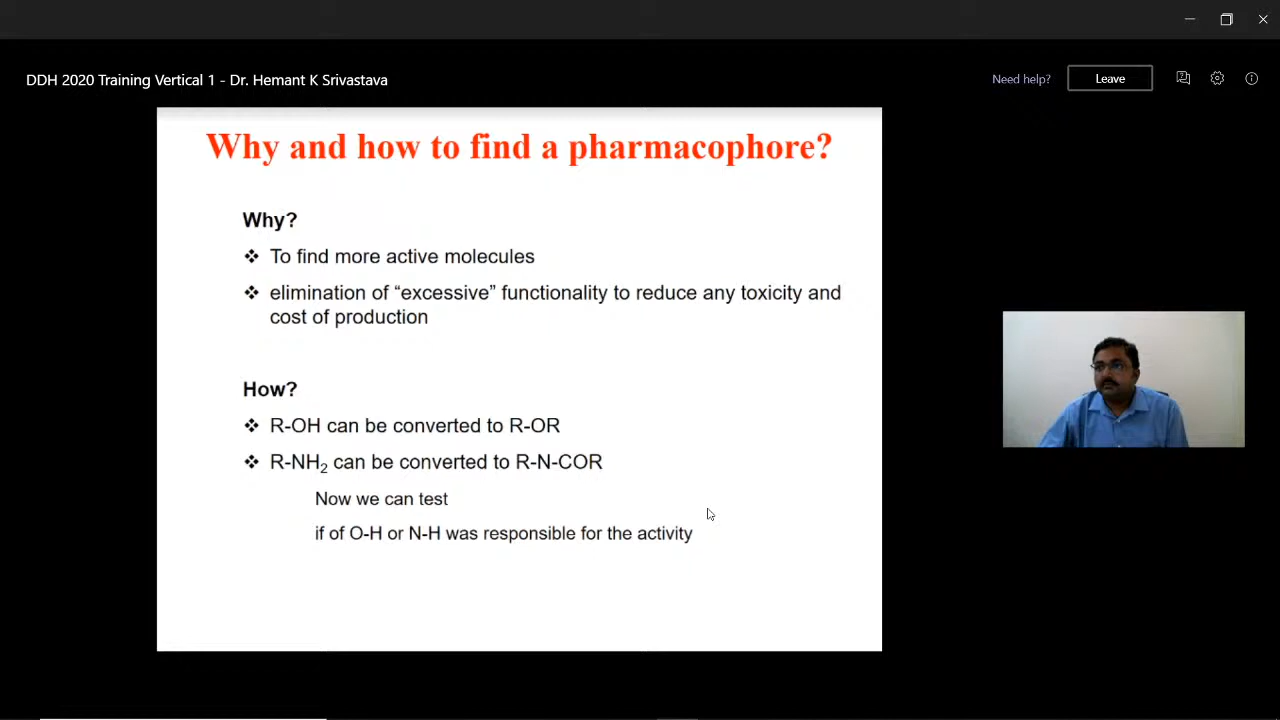 DDH 2020 Training Vertical 1 - Dr. Hemant K Srivastava
Need help?
Leave
Why and how to find a pharmacophore?
Why?
❖ To find more active molecules
❖ elimination of “excessive” functionality to reduce any toxicity and
cost of production
How?
❖ R-OH can be converted to R-OR
❖ R-NH₂ can be converted to R-N-COR
Now we can test
if of O-H or N-H was responsible for the activity